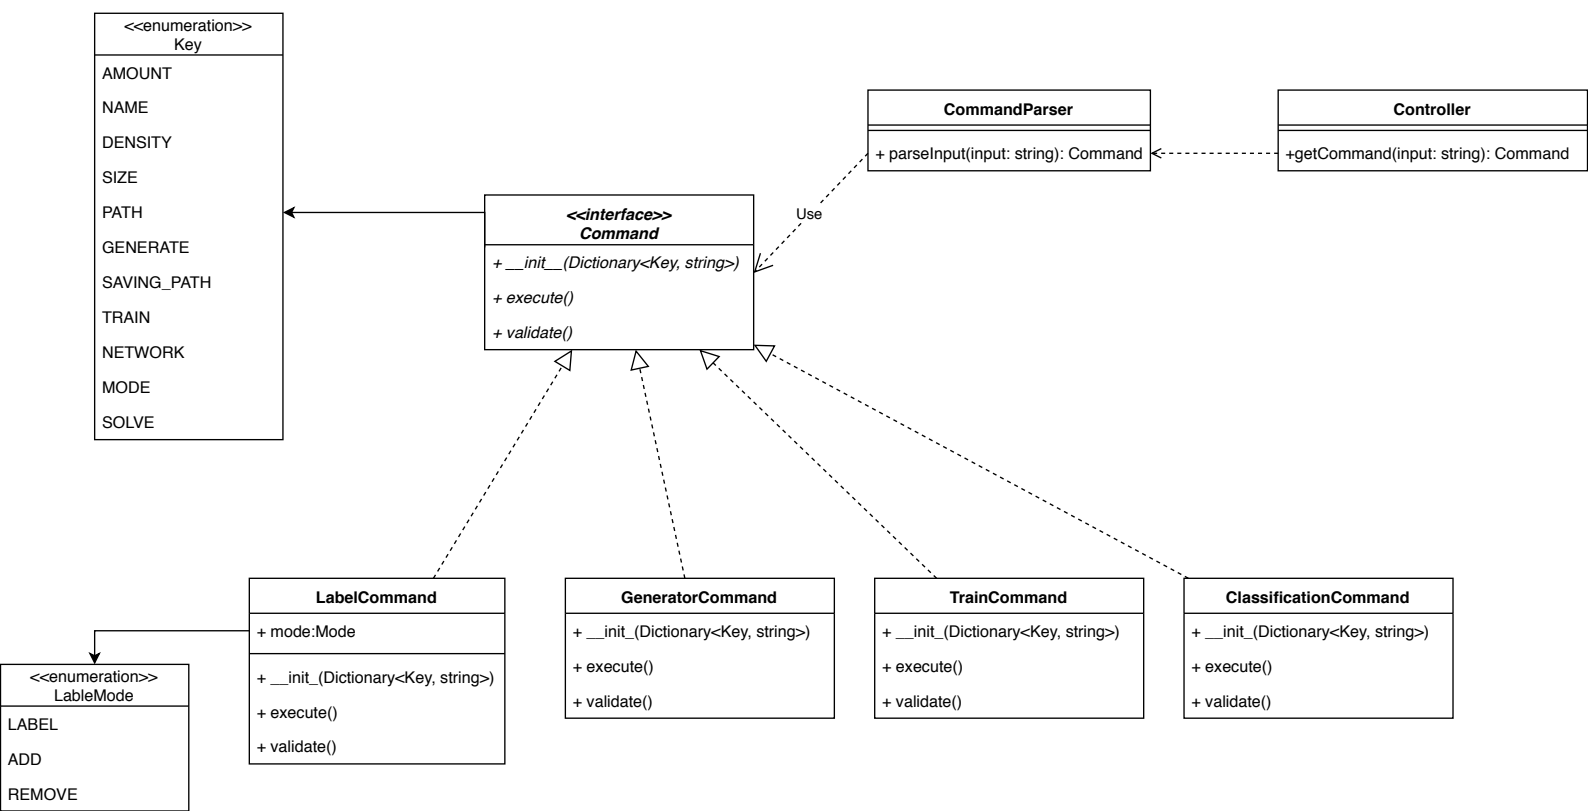 <<enumeration>>
Key
AMOUNT
NAME
DENSITY
SIZE
PATH
GENERATE
SAVING_PATH
TRAIN
NETWORK
MODE
SOLVE
CommandParser
+ parseInput(input: string): Command
Controller
+getCommand(input: string): Command
Use
<<interface>>
Command
+ __init__(Dictionary<Key, string>)
+ execute()
+ validate()
LabelCommand
+ mode:Mode
+ __init_(Dictionary<Key, string>)
+ execute()
+ validate()
GeneratorCommand
+ __init_(Dictionary<Key, string>)
+ execute()
+ validate()
TrainCommand
+ __init_(Dictionary<Key, string>)
+ execute()
+ validate()
ClassificationCommand
+ __init_(Dictionary<Key, string>)
+ execute()
+ validate()
<<enumeration>>
LableMode
LABEL
ADD
REMOVE